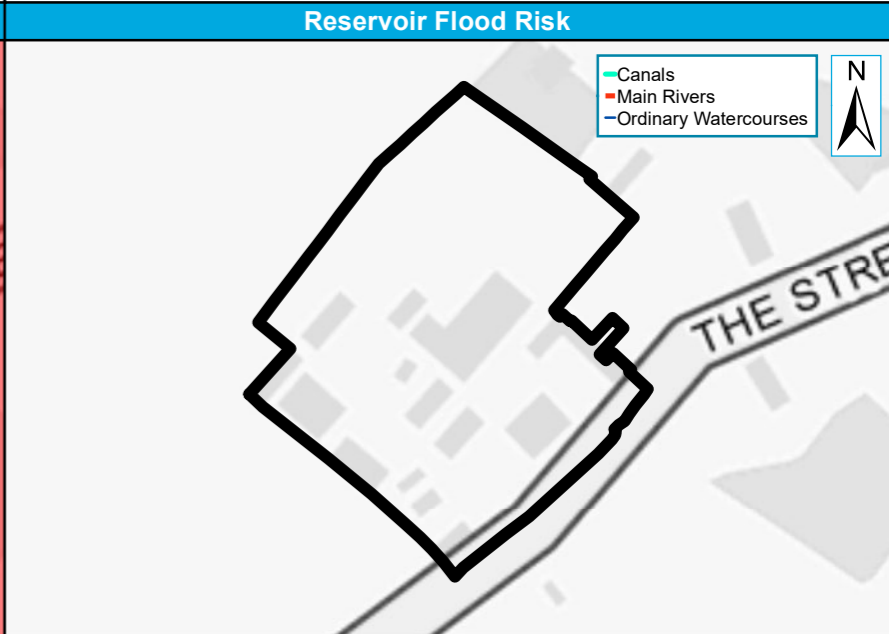 Reservoir Flood Risk
Canals
Main Rivers
Ordinary Watercourses
N
THE STRE